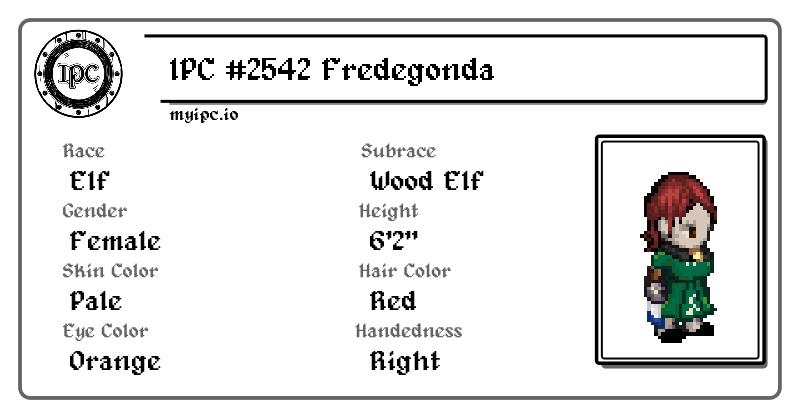 IPC
IPC #2542 Fredegonda
myipc.io
Race
Elf
Subrace
Wood Elf
Gender
Female
Height
6'2"
Skin Color
Pale
Hair Color
Red
Eye Color
Orange
Handedness
Right